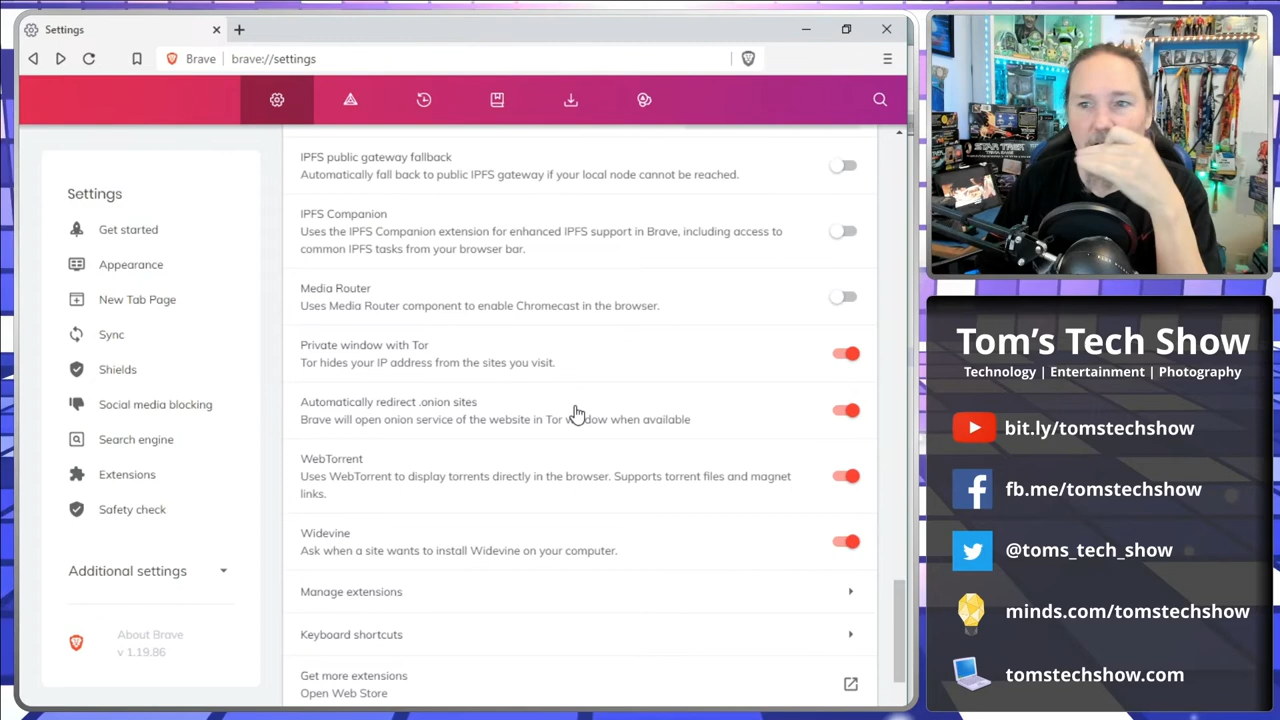 Settings
Brave
brave://settings
Settings
Get started
Appearance
New Tab Page
Sync
Shields
Social media blocking
Search engine
Extensions
Safety check
Additional settings
About Brave
v 1.19.86
IPFS public gateway fallback
Automatically fall back to public IPFS gateway if your local node cannot be reached.
IPFS Companion
Uses the IPFS Companion extension for enhanced IPFS support in Brave, including access to
common IPFS tasks from your browser bar.
Media Router
Uses Media Router component to enable Chromecast in the browser.
Private window with Tor
Tor hides your IP address from the sites you visit.
Automatically redirect .onion sites
Brave will open onion service of the website in Tor window when available
WebTorrent
Uses WebTorrent to display torrents directly in the browser. Supports torrent files and magnet
links.
Widevine
Ask when a site wants to install Widevine on your computer.
Manage extensions
Keyboard shortcuts
Get more extensions
Open Web Store
STAR TREK
Tom's Tech Show
Technology | Entertainment | Photography
bit.ly/tomstechshow
fb.me/tomstechshow
@toms_tech_show
minds.com/tomstechshow
tomstechshow.com